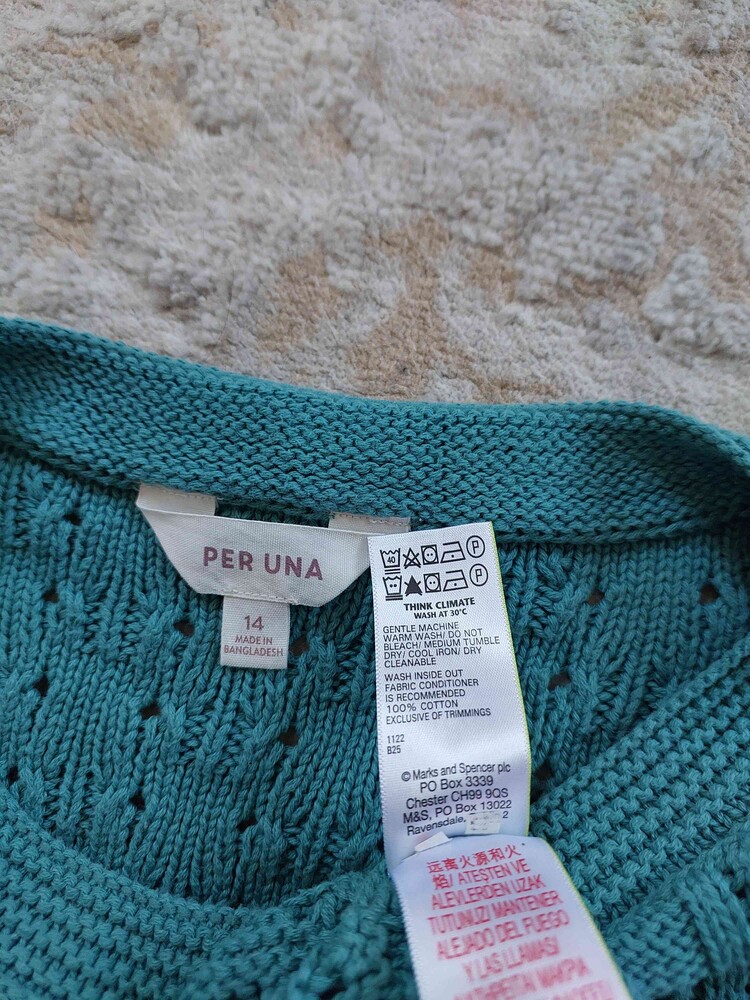 PER UNA
14
MADE IN
BANGLADESH
40
P
P
THINK CLIMATE
WASH AT 30°C
GENTLE MACHINE
WARM WASH/ DO NOT
BLEACH/ MEDIUM TUMBLE
DRY/ COOL IRON/ DRY
CLEANABLE
WASH INSIDE OUT
FABRIC CONDITIONER
IS RECOMMENDED
100% COTTON
EXCLUSIVE OF TRIMMINGS
1122
B25
© Marks and Spencer plc
PO Box 3339
Chester CH99 9QS
M&S, PO Box 13022
Ravensdale, 2
远离火源和火
焰/ ATEŞTEN VE
ALEVLERDEN UZAK
TUTUNUZ/ MANTENER
ALEJADO DEL FUEGO
Y LAS LLAMAS/